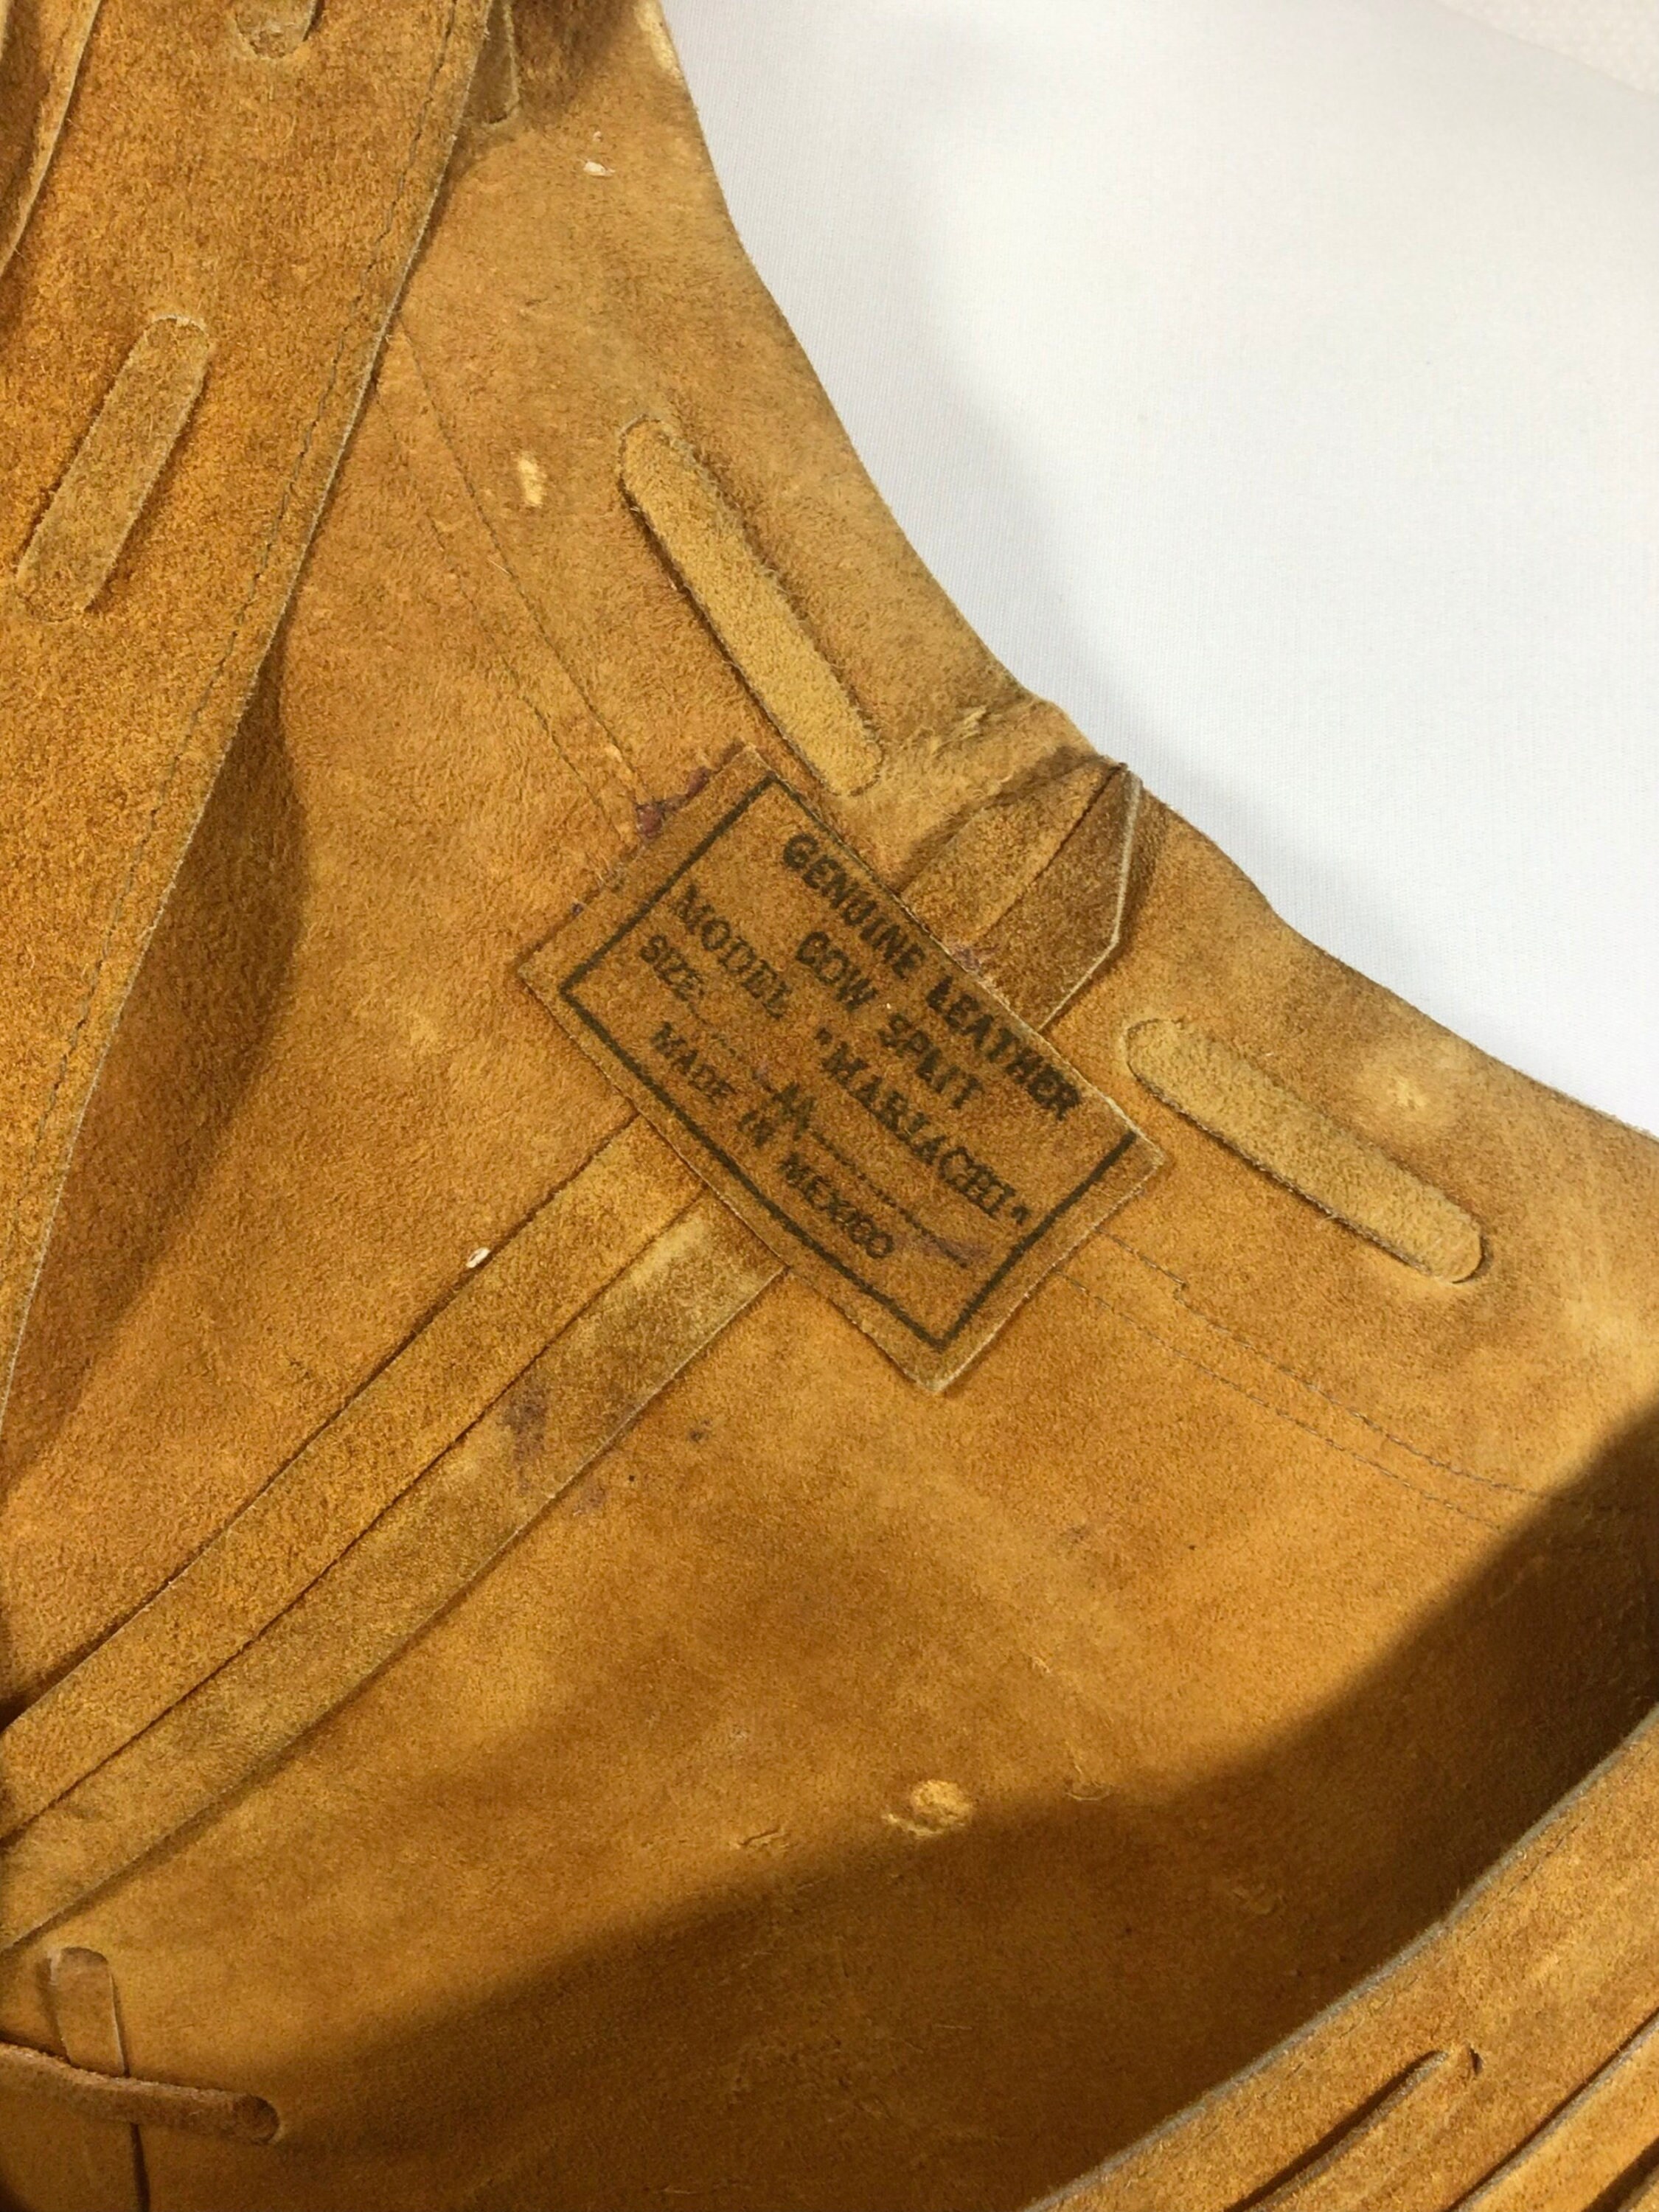 GENUINE LEATHER
COW SPLIT
MODEL "MARIACHI"
SIZE: M
MADE IN MEXICO